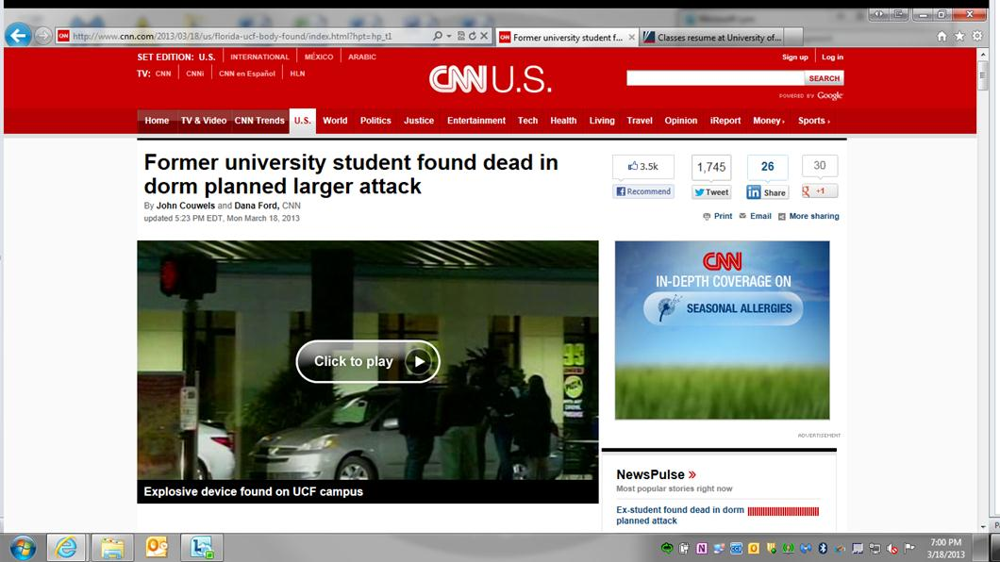 http://www.cnn.com/2013/03/18/us/florida-ucf-body-found/index.html?hpt=hp_t1
Former university student f...
Classes resume at University of...
SET EDITION: U.S.
INTERNATIONAL
MÉXICO
ARABIC
TV: CNN
CNNi
CNN en Español
HLN
CNN U.S.
Sign up
Log in
SEARCH
POWERED BY Google
Home
TV & Video
CNN Trends
U.S.
World
Politics
Justice
Entertainment
Tech
Health
Living
Travel
Opinion
iReport
Money
Sports
Former university student found dead in
dorm planned larger attack
By John Couwels and Dana Ford, CNN
updated 5:23 PM EDT, Mon March 18, 2013
3.5k
1,745
26
30
Recommend
Tweet
Share
+1
Print
Email
More sharing
Click to play
Explosive device found on UCF campus
CNN
IN-DEPTH COVERAGE ON
SEASONAL ALLERGIES
ADVERTISEMENT
NewsPulse »
Most popular stories right now
Ex-student found dead in dorm
planned attack
7:00 PM
3/18/2013